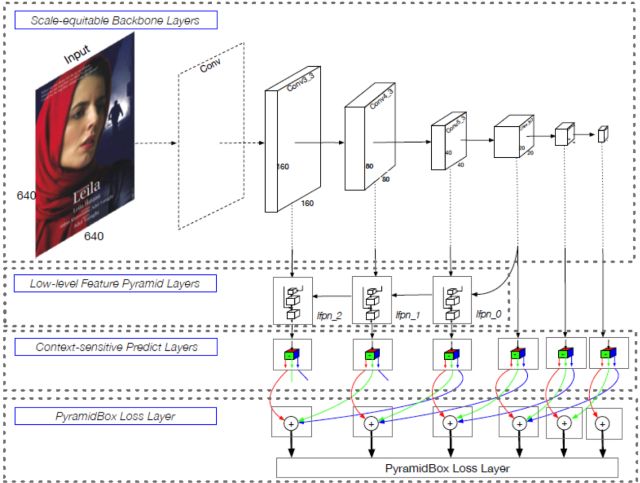 Scale-equitable Backbone Layers
Input
Leila
640
640
Conv
Conv3_3
160
160
Conv4_3
80
80
Conv5_3
40
40
20
20
Low-level Feature Pyramid Layers
lfpn_2
lfpn_1
lfpn_0
Context-sensitive Predict Layers
PyramidBox Loss Layer
+
+
+
+
+
+
PyramidBox Loss Layer